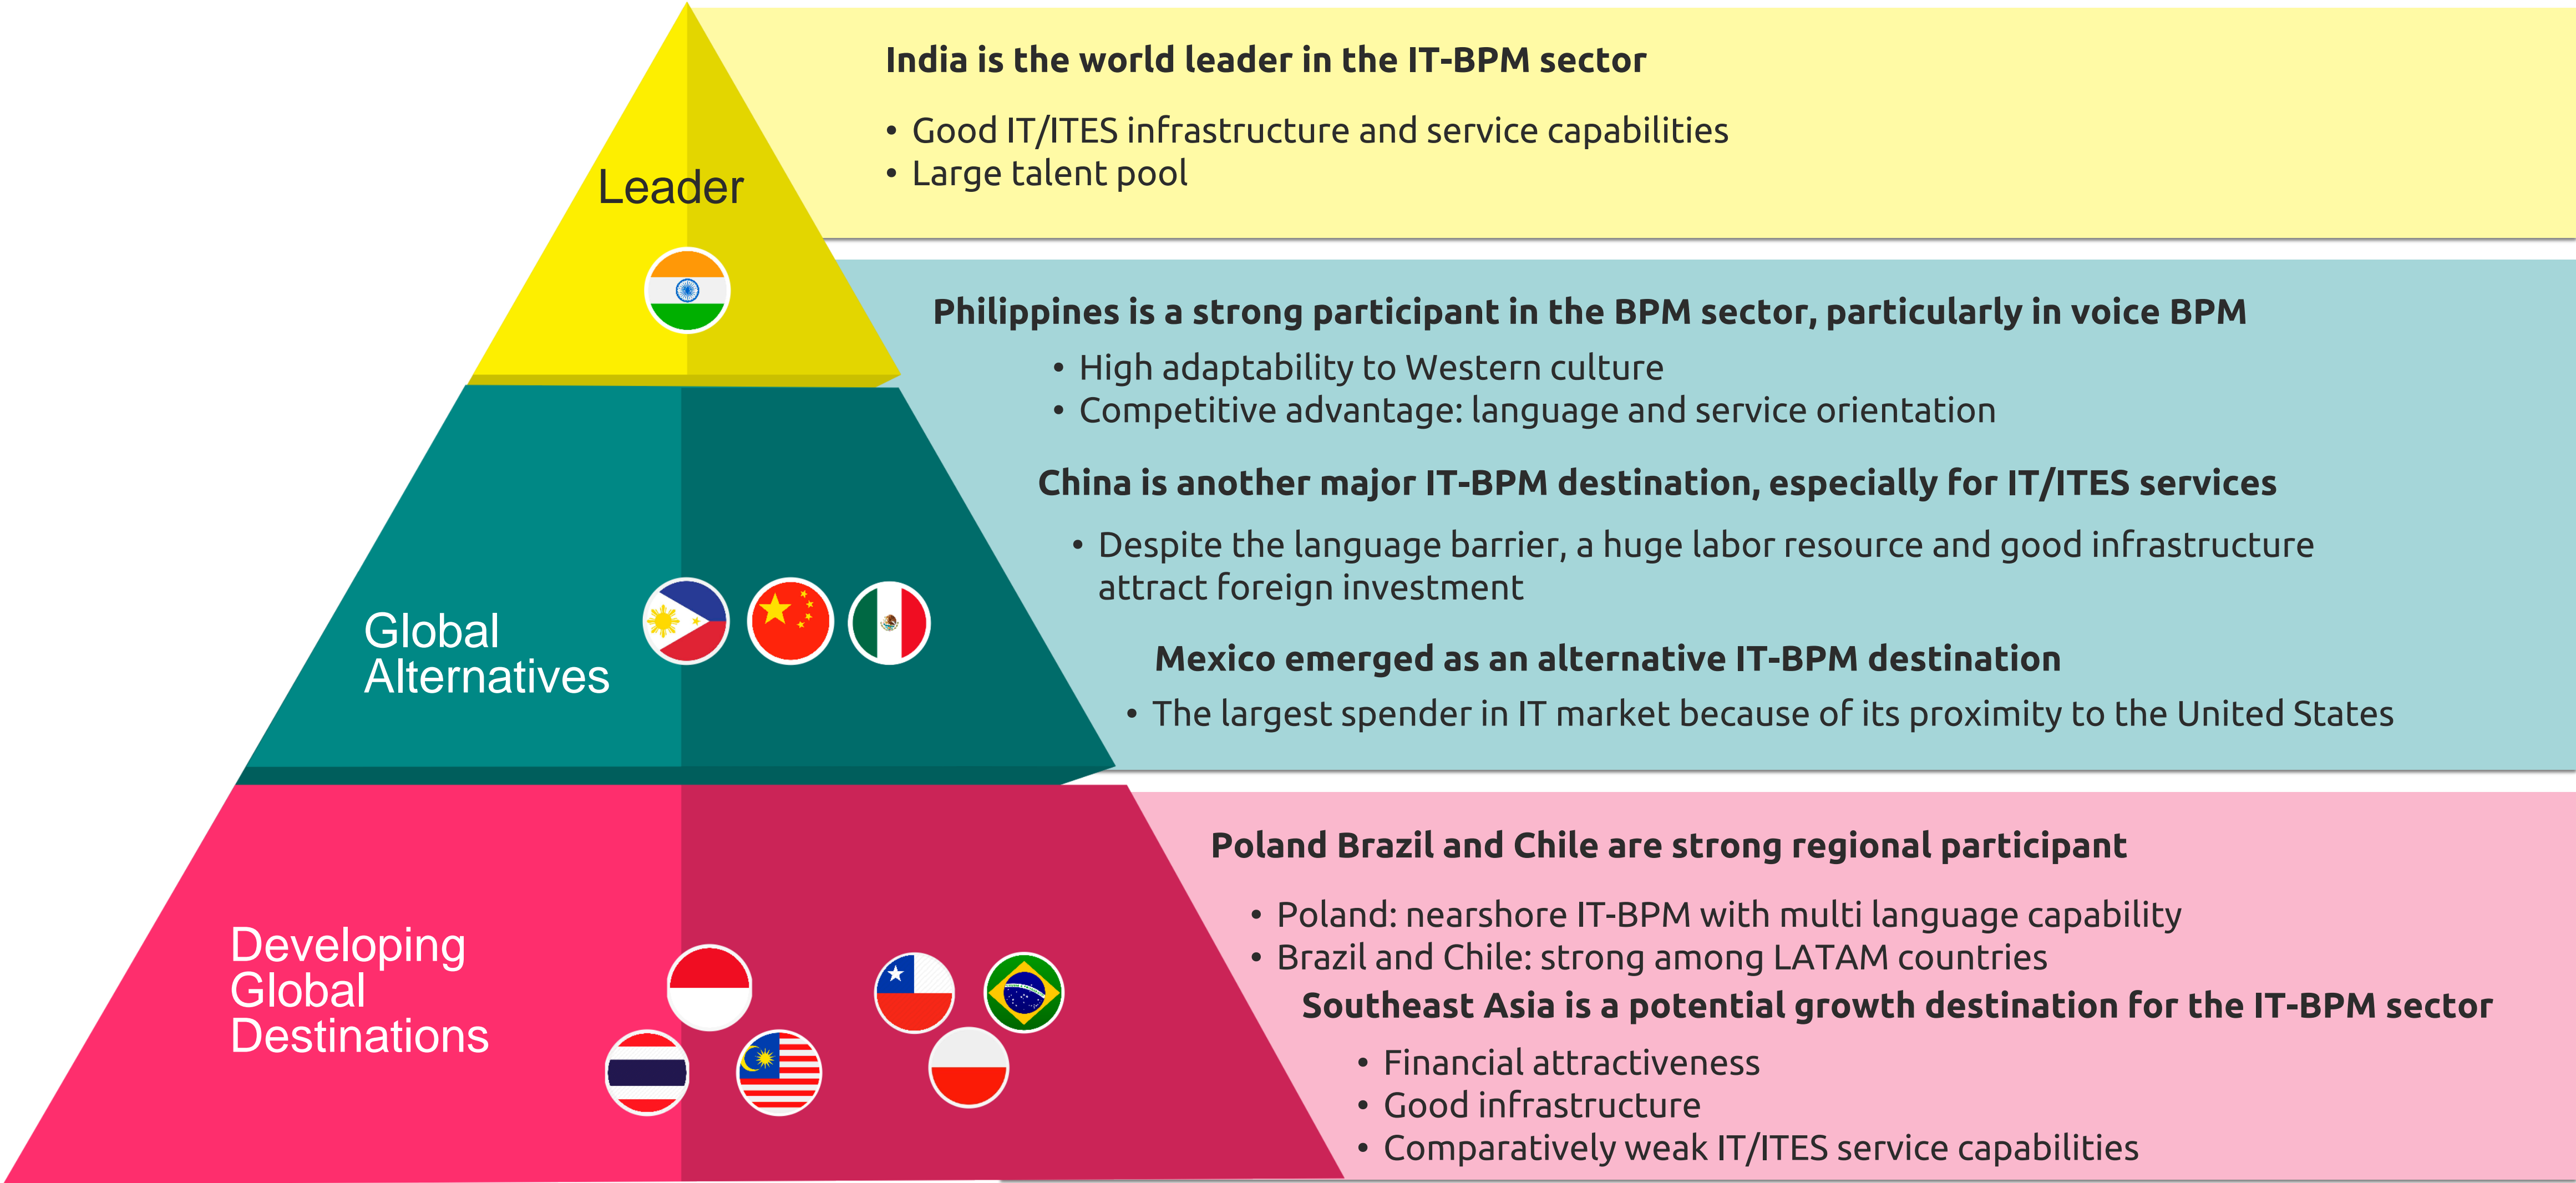 Leader
India is the world leader in the IT-BPM sector
• Good IT/ITES infrastructure and service capabilities
• Large talent pool
Global
Alternatives
Philippines is a strong participant in the BPM sector, particularly in voice BPM
• High adaptability to Western culture
• Competitive advantage: language and service orientation
China is another major IT-BPM destination, especially for IT/ITES services
• Despite the language barrier, a huge labor resource and good infrastructure
attract foreign investment
Mexico emerged as an alternative IT-BPM destination
• The largest spender in IT market because of its proximity to the United States
Developing
Global
Destinations
Poland Brazil and Chile are strong regional participant
• Poland: nearshore IT-BPM with multi language capability
• Brazil and Chile: strong among LATAM countries
Southeast Asia is a potential growth destination for the IT-BPM sector
• Financial attractiveness
• Good infrastructure
• Comparatively weak IT/ITES service capabilities